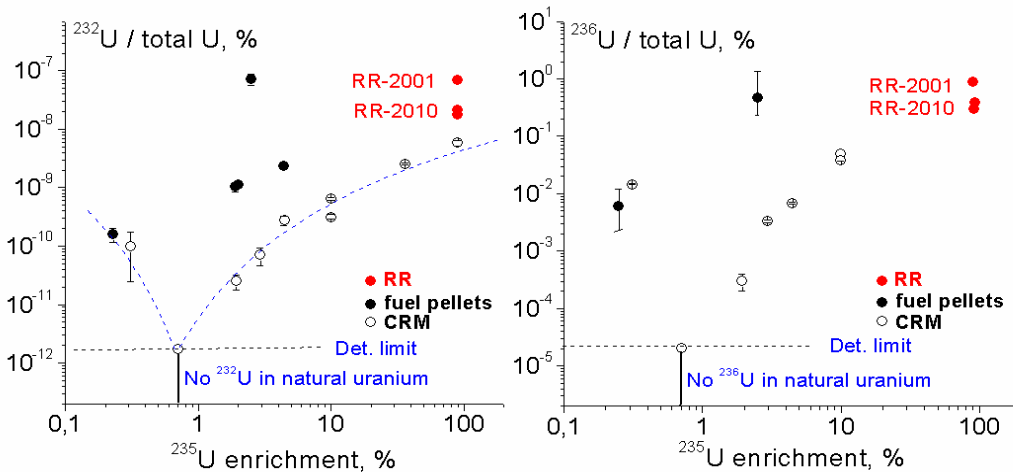 ²³²U / total U, %
10⁻⁷
10⁻⁸
10⁻⁹
10⁻¹⁰
10⁻¹¹
10⁻¹²
RR-2001
RR-2010
RR
fuel pellets
CRM
Det. limit
No ²³²U in natural uranium
0,1
1
10
100
²³⁵U enrichment, %
²³⁶U / total U, %
10¹
10⁰
10⁻¹
10⁻²
10⁻³
10⁻⁴
10⁻⁵
RR-2001
RR-2010
RR
fuel pellets
CRM
Det. limit
No ²³⁶U in natural uranium
0,1
1
10
100
²³⁵U enrichment, %